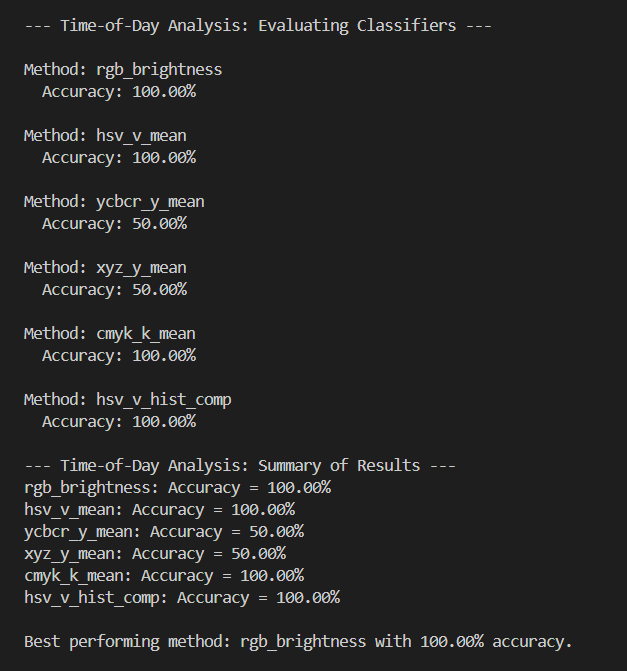 --- Time-of-Day Analysis: Evaluating Classifiers ---
Method: rgb_brightness
Accuracy: 100.00%
Method: hsv_v_mean
Accuracy: 100.00%
Method: ycbcr_y_mean
Accuracy: 50.00%
Method: xyz_y_mean
Accuracy: 50.00%
Method: cmyk_k_mean
Accuracy: 100.00%
Method: hsv_v_hist_comp
Accuracy: 100.00%
--- Time-of-Day Analysis: Summary of Results ---
rgb_brightness: Accuracy = 100.00%
hsv_v_mean: Accuracy = 100.00%
ycbcr_y_mean: Accuracy = 50.00%
xyz_y_mean: Accuracy = 50.00%
cmyk_k_mean: Accuracy = 100.00%
hsv_v_hist_comp: Accuracy = 100.00%
Best performing method: rgb_brightness with 100.00% accuracy.